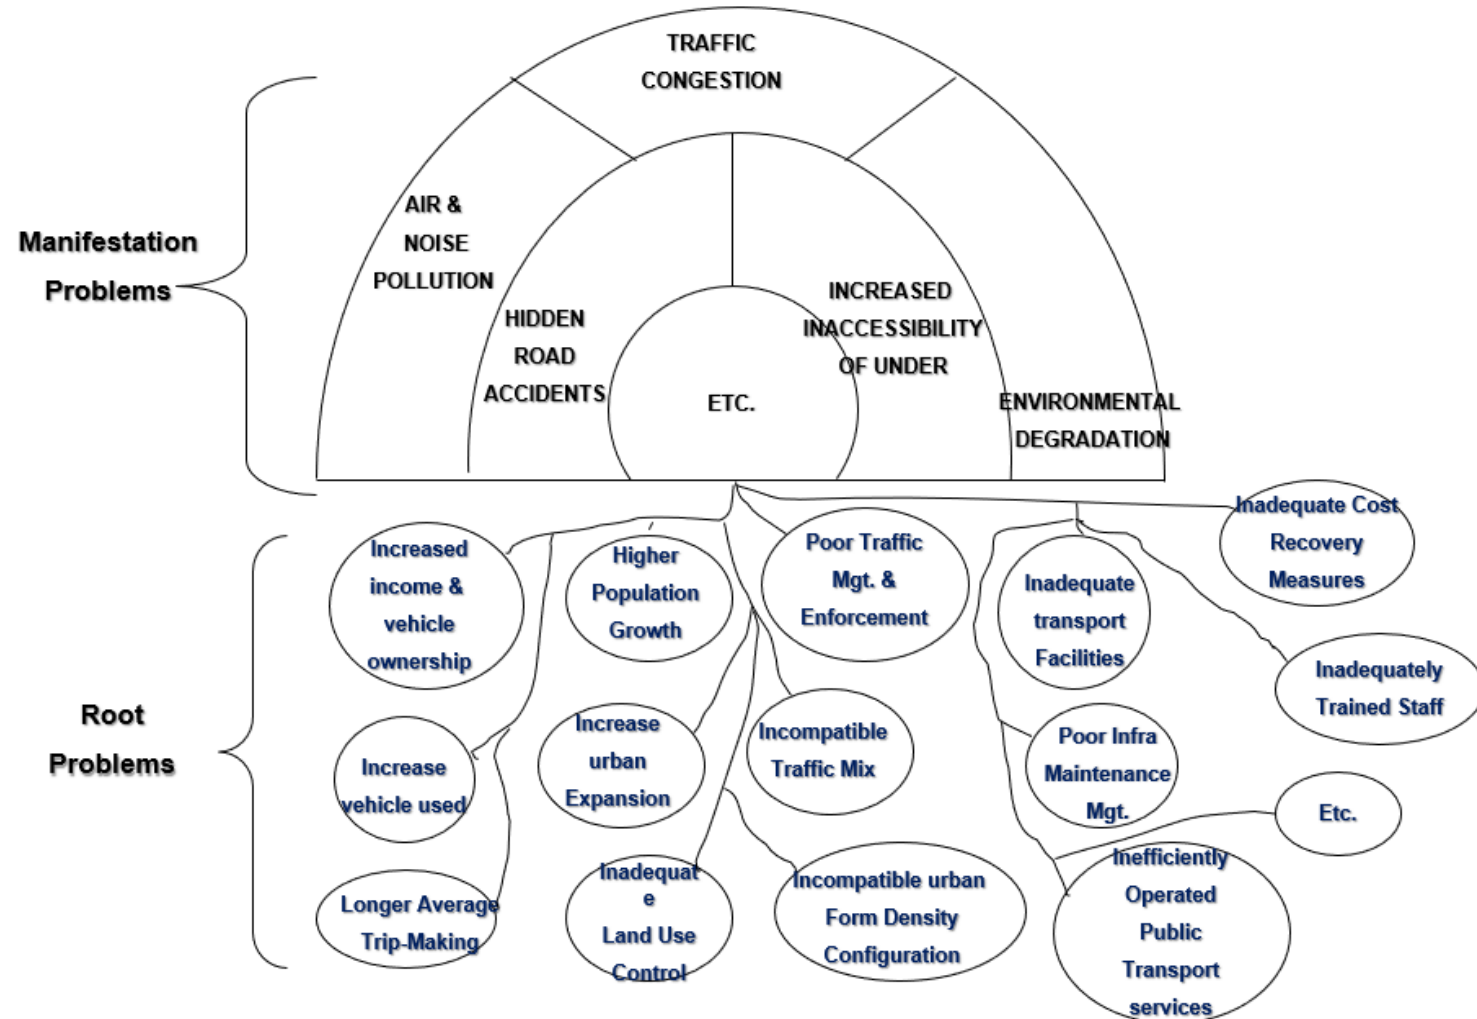 TRAFFIC
CONGESTION
AIR &
NOISE
POLLUTION
Manifestation
Problems
HIDDEN
ROAD
ACCIDENTS
INCREASED
INACCESSIBILITY
OF UNDER
ETC.
ENVIRONMENTAL
DEGRADATION
Root
Problems
Increased
income &
vehicle
ownership
Higher
Population
Growth
Poor Traffic
Mgt. &
Enforcement
Inadequate
transport
Facilities
Inadequate Cost
Recovery
Measures
Inadequately
Trained Staff
Increase
vehicle used
Increase
urban
Expansion
Incompatible
Traffic Mix
Poor Infra
Maintenance
Mgt.
Etc.
Longer Average
Trip-Making
Inadequat
e
Land Use
Control
Incompatible urban
Form Density
Configuration
Inefficiently
Operated
Public
Transport
services